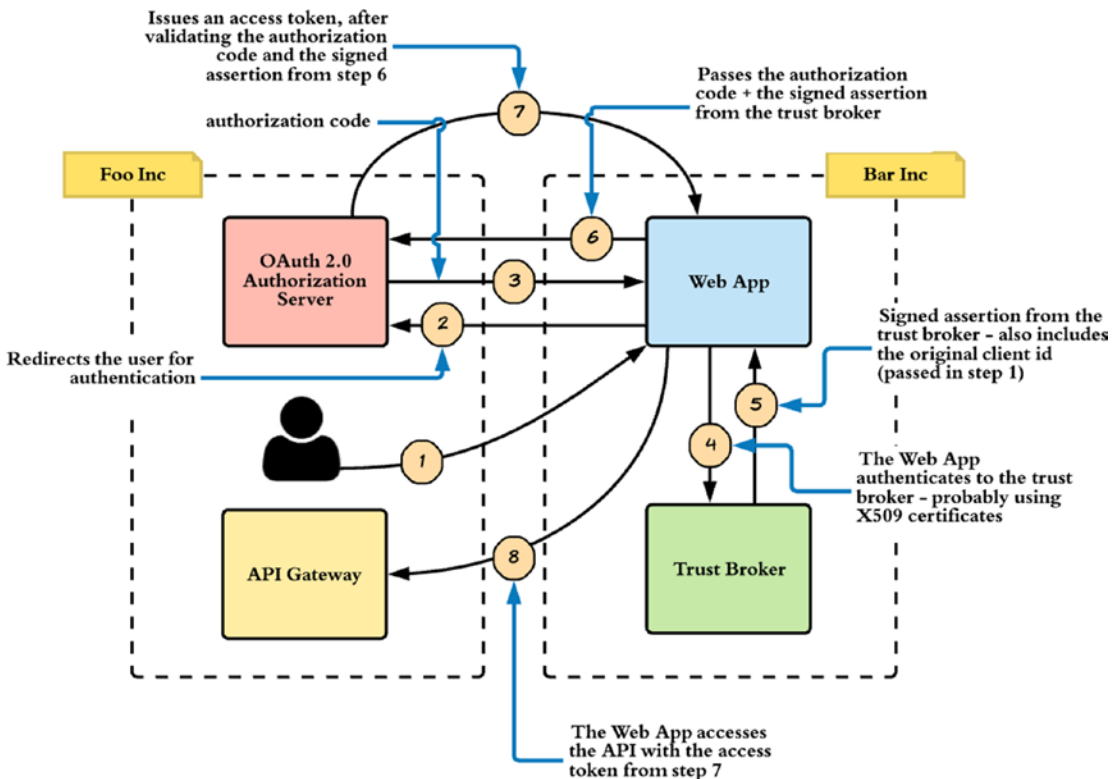 Issues an access token, after
validating the authorization
code and the signed
assertion from step 6
Passes the authorization
code + the signed assertion
from the trust broker
7
authorization code
Foo Inc
Bar Inc
OAuth 2.0
Authorization
Server
6
Web App
3
2
Signed assertion from the
trust broker - also includes
the original client id
(passed in step 1)
Redirects the user for
authentication
5
4
1
The Web App
authenticates to the trust
broker - probably using
X509 certificates
API Gateway
8
Trust Broker
The Web App accesses
the API with the access
token from step 7